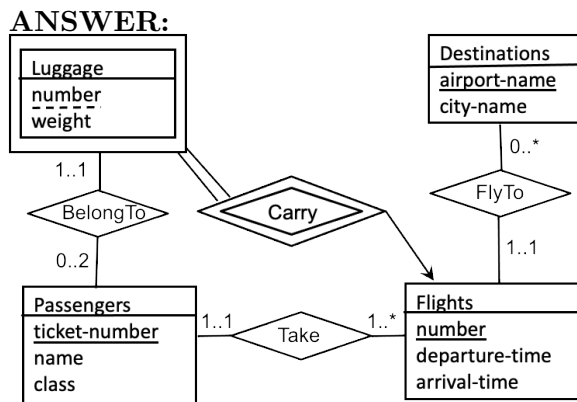 ANSWER:
Luggage
number
weight
Destinations
airport-name
city-name
1..1
0..*
BelongTo
Carry
FlyTo
0..2
1..1
Passengers
ticket-number
name
class
1..1
Take
1..*
Flights
number
departure-time
arrival-time